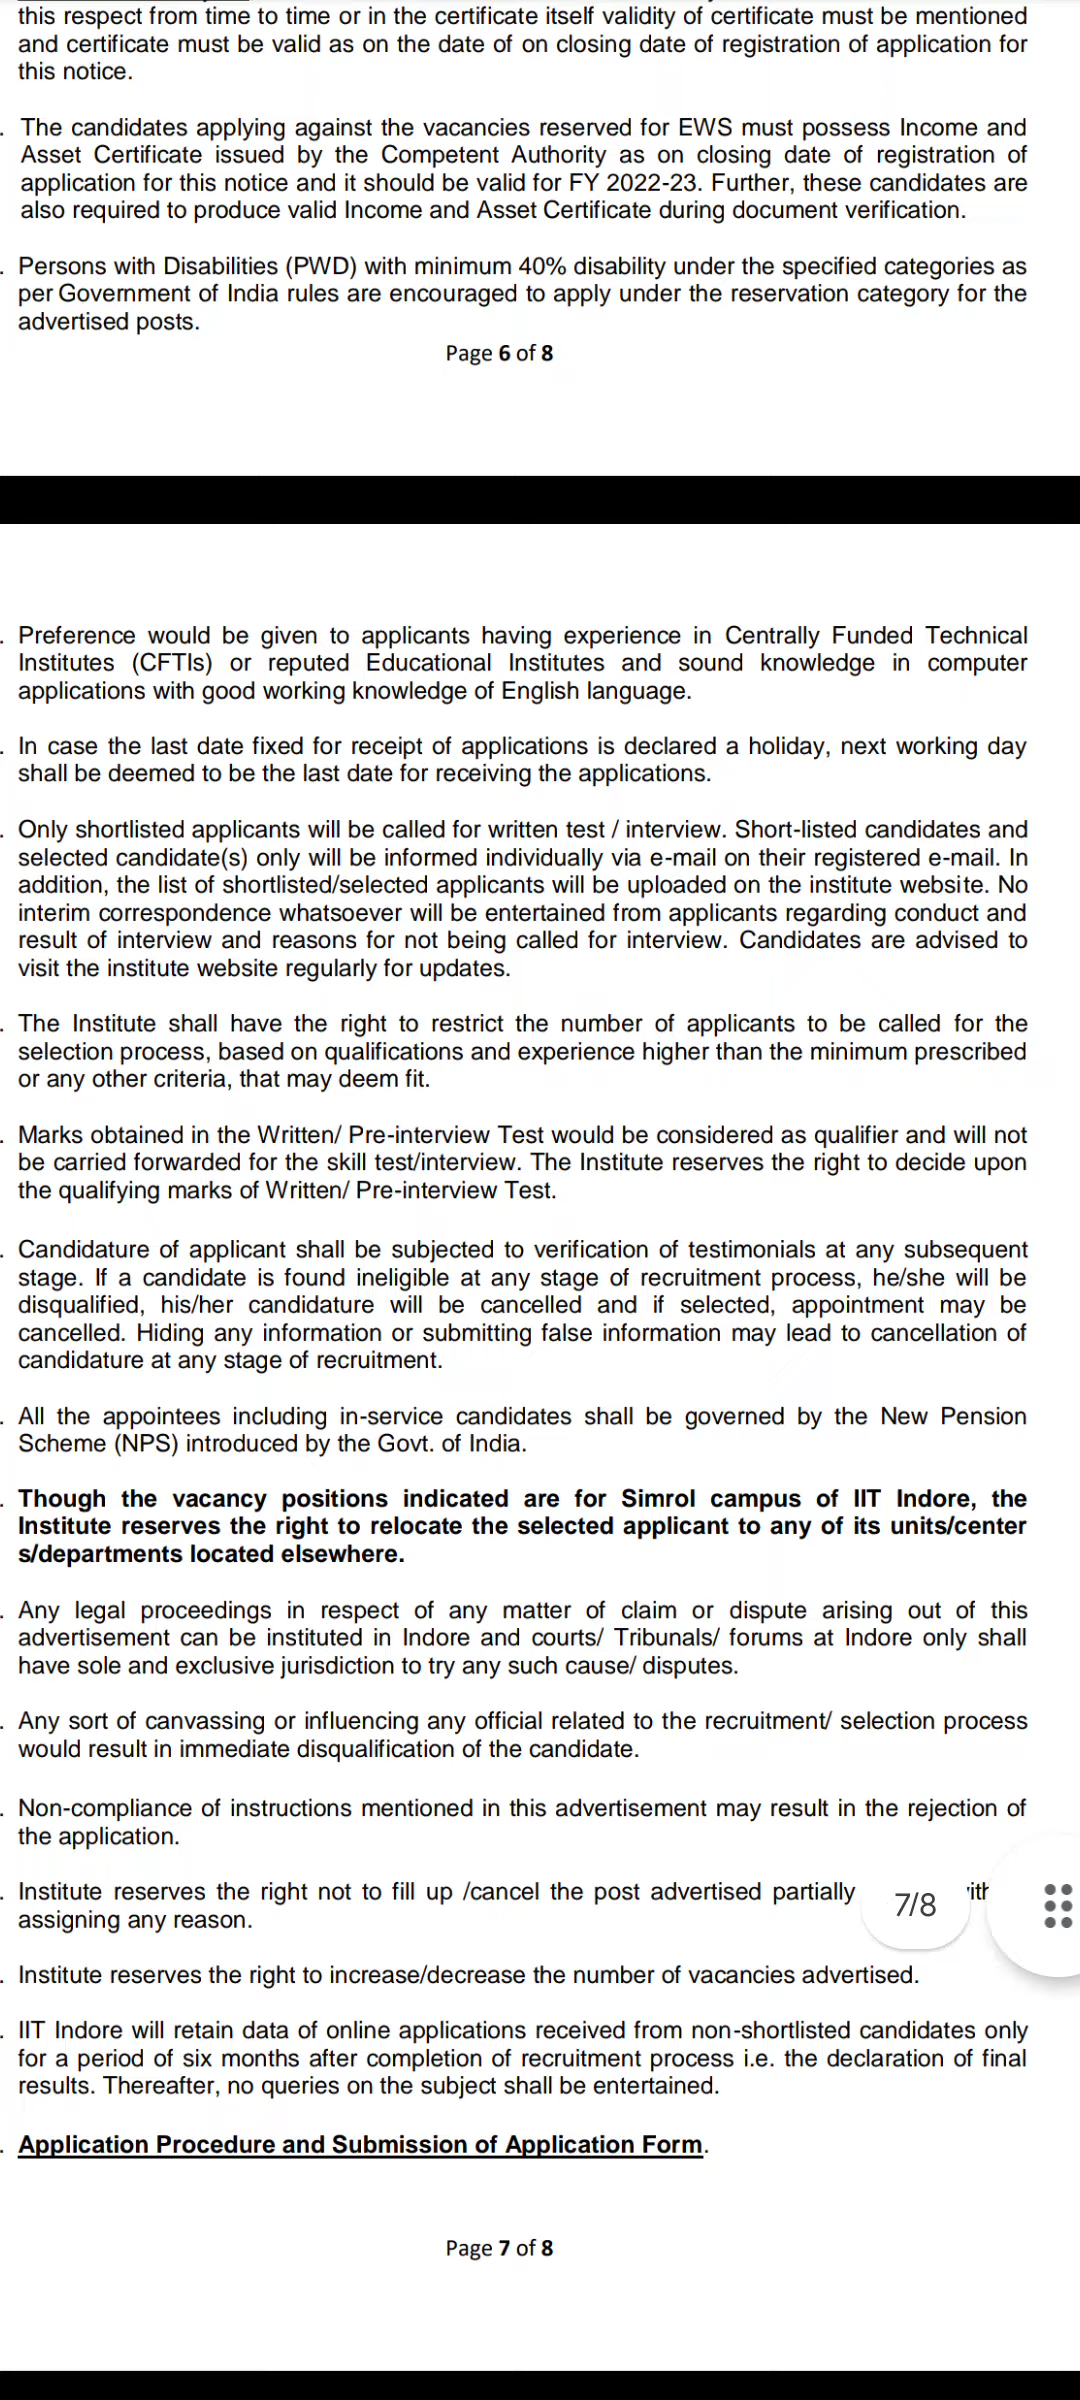 this respect from time to time or in the certificate itself validity of certificate must be mentioned
and certificate must be valid as on the date of on closing date of registration of application for
this notice.
. The candidates applying against the vacancies reserved for EWS must possess Income and
Asset Certificate issued by the Competent Authority as on closing date of registration of
application for this notice and it should be valid for FY 2022-23. Further, these candidates are
also required to produce valid Income and Asset Certificate during document verification.
. Persons with Disabilities (PWD) with minimum 40% disability under the specified categories as
per Government of India rules are encouraged to apply under the reservation category for the
advertised posts.
Page 6 of 8
. Preference would be given to applicants having experience in Centrally Funded Technical
Institutes (CFTIs) or reputed Educational Institutes and sound knowledge in computer
applications with good working knowledge of English language.
. In case the last date fixed for receipt of applications is declared a holiday, next working day
shall be deemed to be the last date for receiving the applications.
. Only shortlisted applicants will be called for written test / interview. Short-listed candidates and
selected candidate(s) only will be informed individually via e-mail on their registered e-mail. In
addition, the list of shortlisted/selected applicants will be uploaded on the institute website. No
interim correspondence whatsoever will be entertained from applicants regarding conduct and
result of interview and reasons for not being called for interview. Candidates are advised to
visit the institute website regularly for updates.
. The Institute shall have the right to restrict the number of applicants to be called for the
selection process, based on qualifications and experience higher than the minimum prescribed
or any other criteria, that may deem fit.
. Marks obtained in the Written/ Pre-interview Test would be considered as qualifier and will not
be carried forwarded for the skill test/interview. The Institute reserves the right to decide upon
the qualifying marks of Written/ Pre-interview Test.
. Candidature of applicant shall be subjected to verification of testimonials at any subsequent
stage. If a candidate is found ineligible at any stage of recruitment process, he/she will be
disqualified, his/her candidature will be cancelled and if selected, appointment may be
cancelled. Hiding any information or submitting false information may lead to cancellation of
candidature at any stage of recruitment.
. All the appointees including in-service candidates shall be governed by the New Pension
Scheme (NPS) introduced by the Govt. of India.
. Though the vacancy positions indicated are for Simrol campus of IIT Indore, the
Institute reserves the right to relocate the selected applicant to any of its units/center
s/departments located elsewhere.
. Any legal proceedings in respect of any matter of claim or dispute arising out of this
advertisement can be instituted in Indore and courts/ Tribunals/ forums at Indore only shall
have sole and exclusive jurisdiction to try any such cause/ disputes.
. Any sort of canvassing or influencing any official related to the recruitment/ selection process
would result in immediate disqualification of the candidate.
. Non-compliance of instructions mentioned in this advertisement may result in the rejection of
the application.
. Institute reserves the right not to fill up /cancel the post advertised partially
7/8
assigning any reason.
. Institute reserves the right to increase/decrease the number of vacancies advertised.
. IIT Indore will retain data of online applications received from non-shortlisted candidates only
for a period of six months after completion of recruitment process i.e. the declaration of final
results. Thereafter, no queries on the subject shall be entertained.
. Application Procedure and Submission of Application Form.
Page 7 of 8